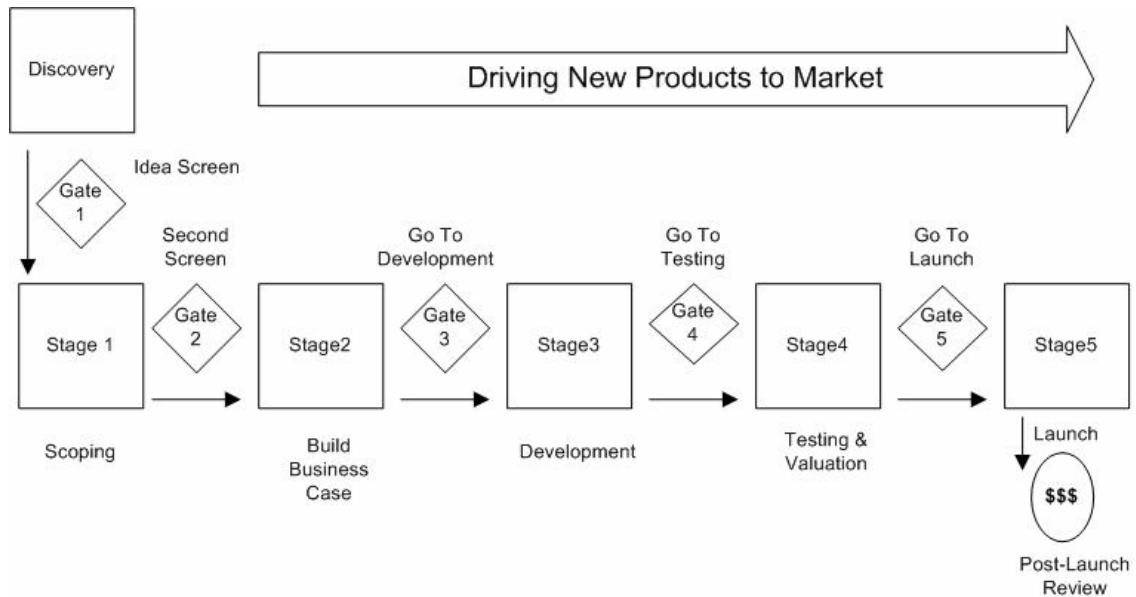 Discovery
Driving New Products to Market
Idea Screen
Gate
1
Second
Screen
Go To
Development
Go To
Testing
Go To
Launch
Stage 1
Gate
2
Stage2
Gate
3
Stage3
Gate
4
Stage4
Gate
5
Stage5
Scoping
Build
Business
Case
Development
Testing &
Valuation
Launch
$$$
Post-Launch
Review